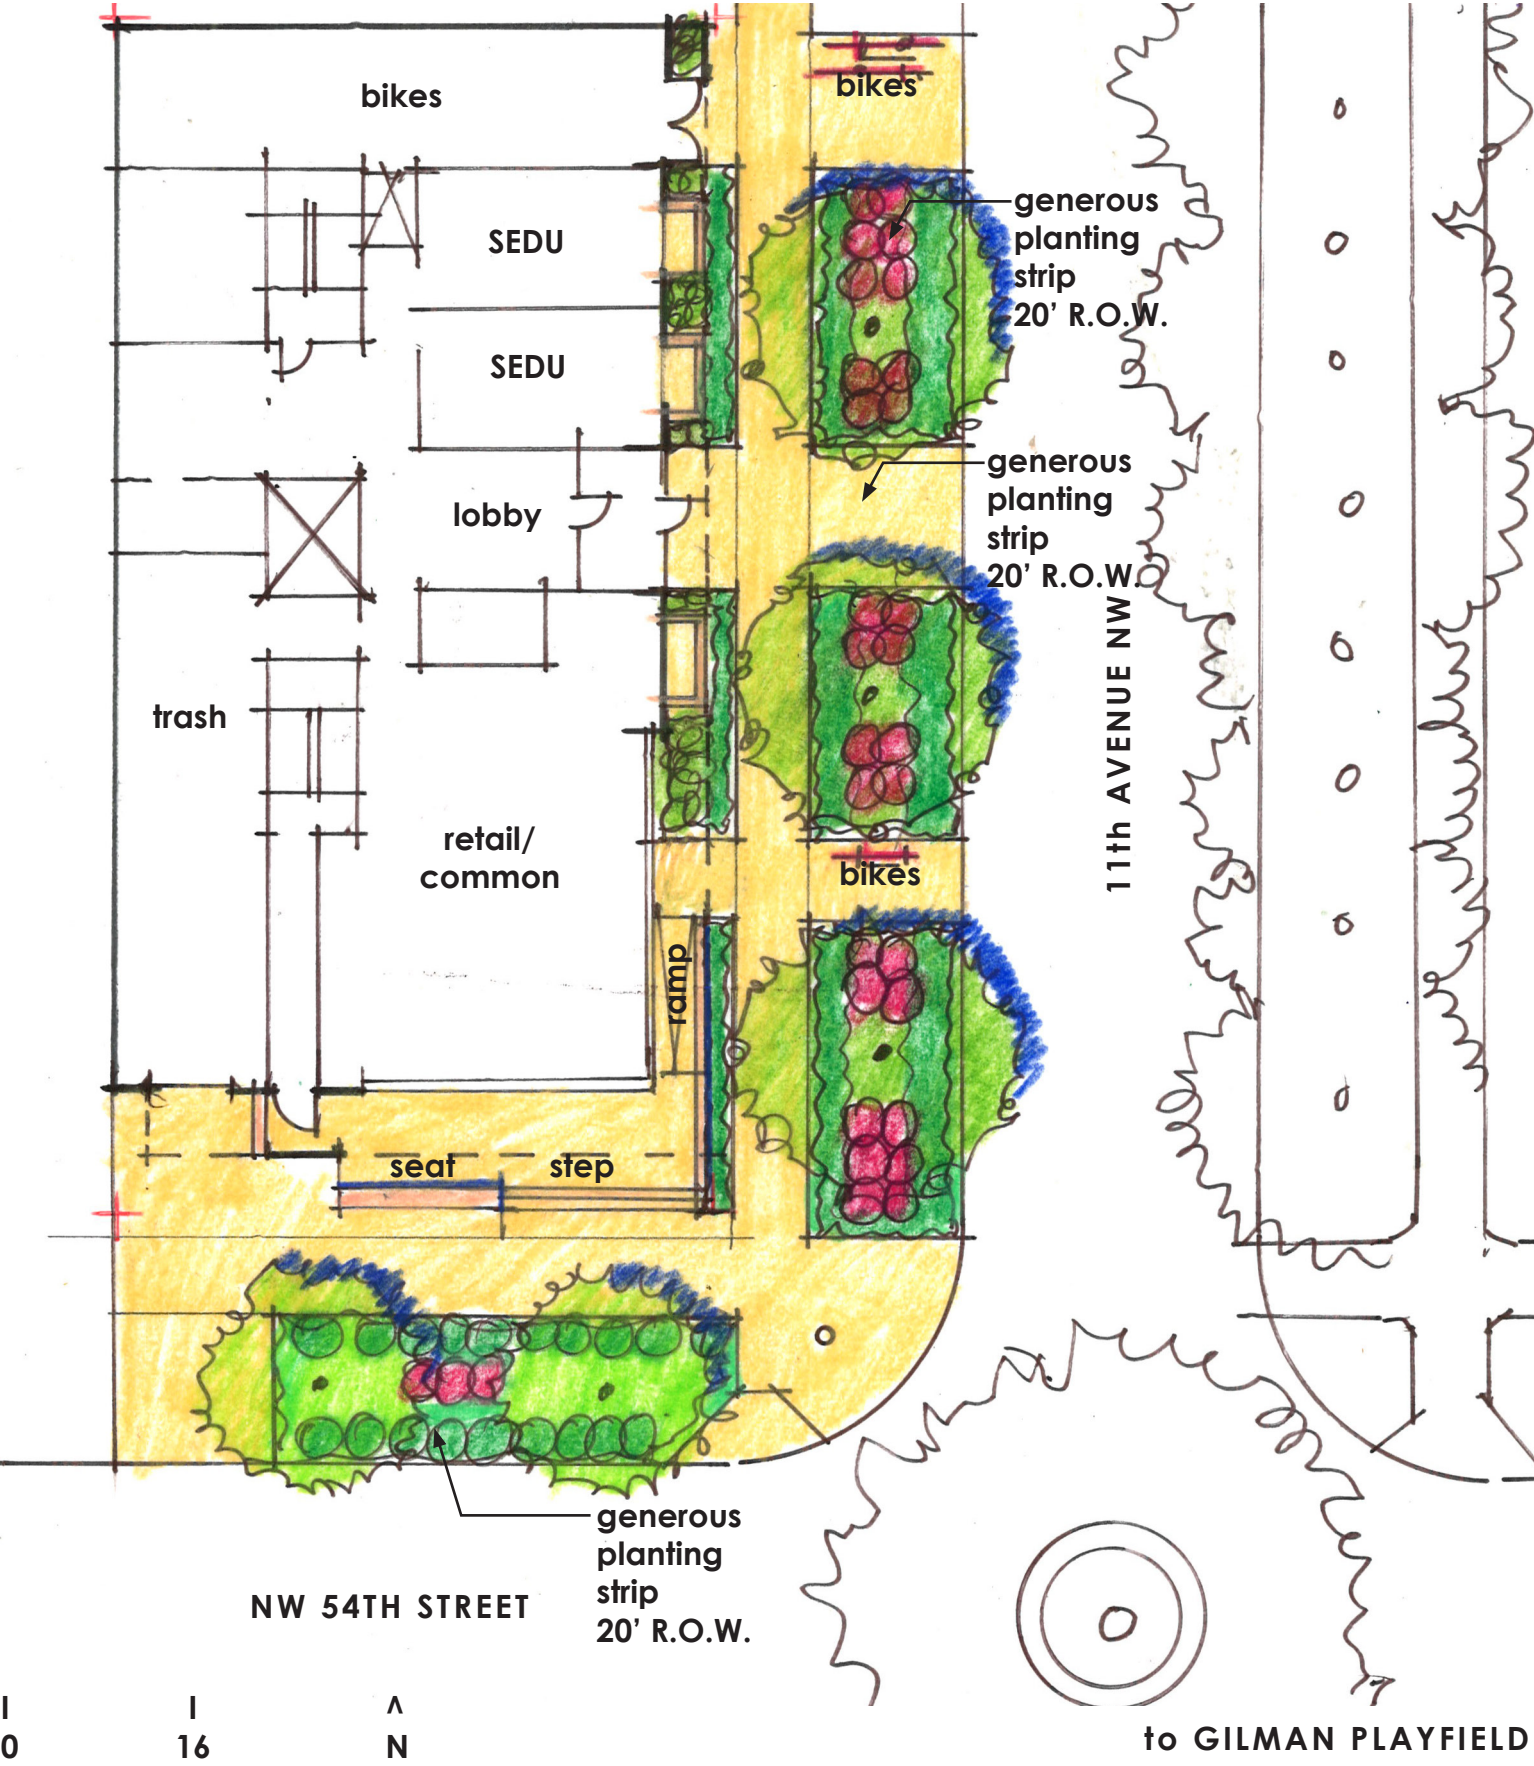 bikes
bikes
generous
planting
strip
20' R.O.W.
SEDU
SEDU
generous
planting
strip
20' R.O.W.
lobby
11th AVENUE NW
trash
retail/
common
bikes
ramp
seat
step
generous
planting
strip
20' R.O.W.
NW 54TH STREET
0
16
^
N
to GILMAN PLAYFIELD